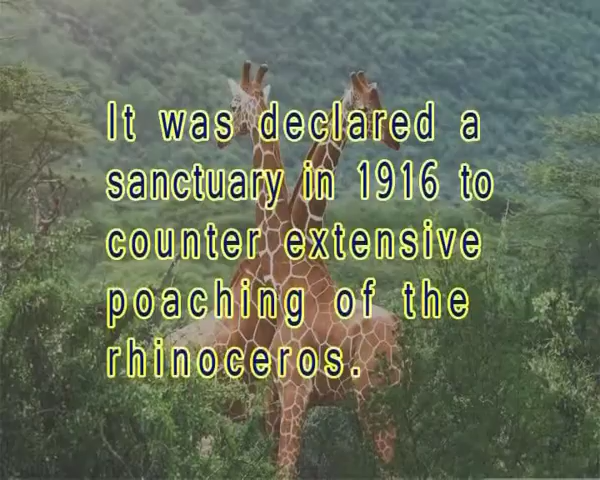 It was declared a
sanctuary in 1916 to
counter extensive
poaching of the
rhinoceros.